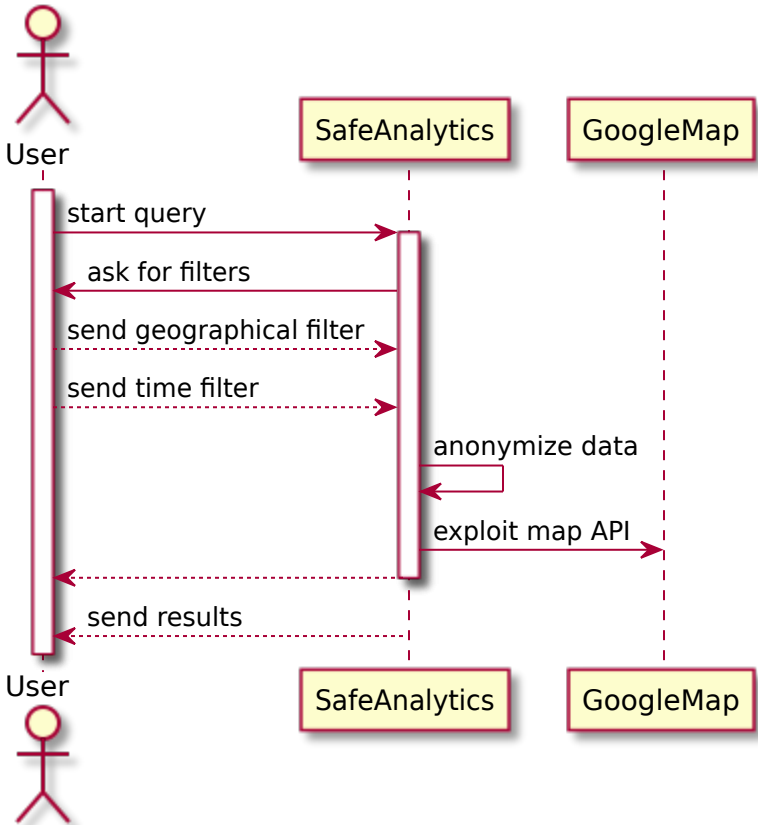 User
SafeAnalytics
GoogleMap
start query
ask for filters
send geographical filter
send time filter
anonymize data
exploit map API
send results
User
SafeAnalytics
GoogleMap